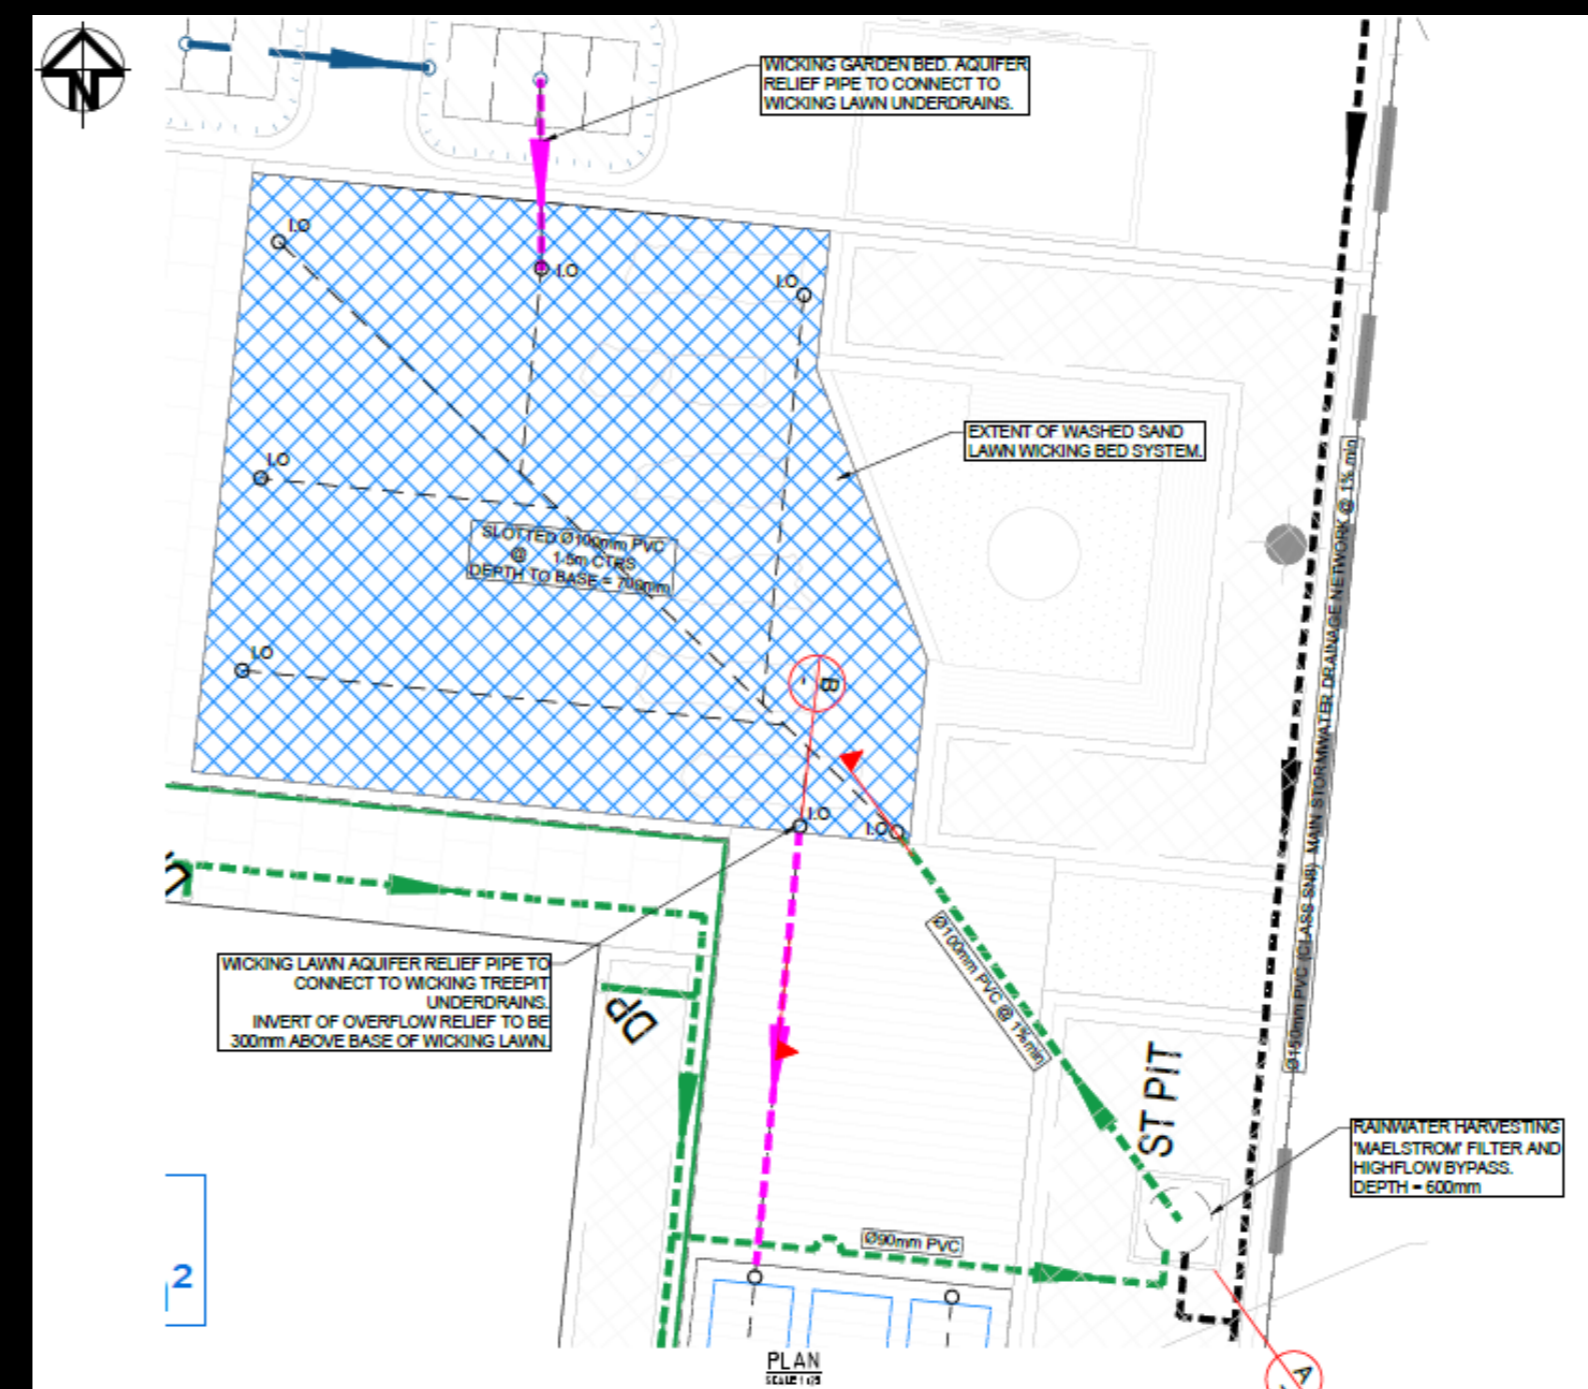 N
WICKING GARDEN BED. AQUIFER
RELIEF PIPE TO CONNECT TO
WICKING LAWN UNDERDRAINS.
I.O
I.O
I.O
EXTENT OF WASHED SAND
LAWN WICKING BED SYSTEM.
I.O
SLOTTED Ø100mm PVC
@ 1.5m CTRS
DEPTH TO BASE = 700mm
Ø150mm PVC (CLASS SN8) MAIN STORMWATER DRAINAGE NETWORK @ 1% min
I.O
B
-
I.O
I.O
WICKING LAWN AQUIFER RELIEF PIPE TO
CONNECT TO WICKING TREEPIT
UNDERDRAINS.
INVERT OF OVERFLOW RELIEF TO BE
300mm ABOVE BASE OF WICKING LAWN.
Ø100mm PVC @ 1%min
DP
ST PIT
RAINWATER HARVESTING
'MAELSTROM' FILTER AND
HIGHFLOW BYPASS.
DEPTH = 600mm
Ø90mm PVC
2
PLAN
A